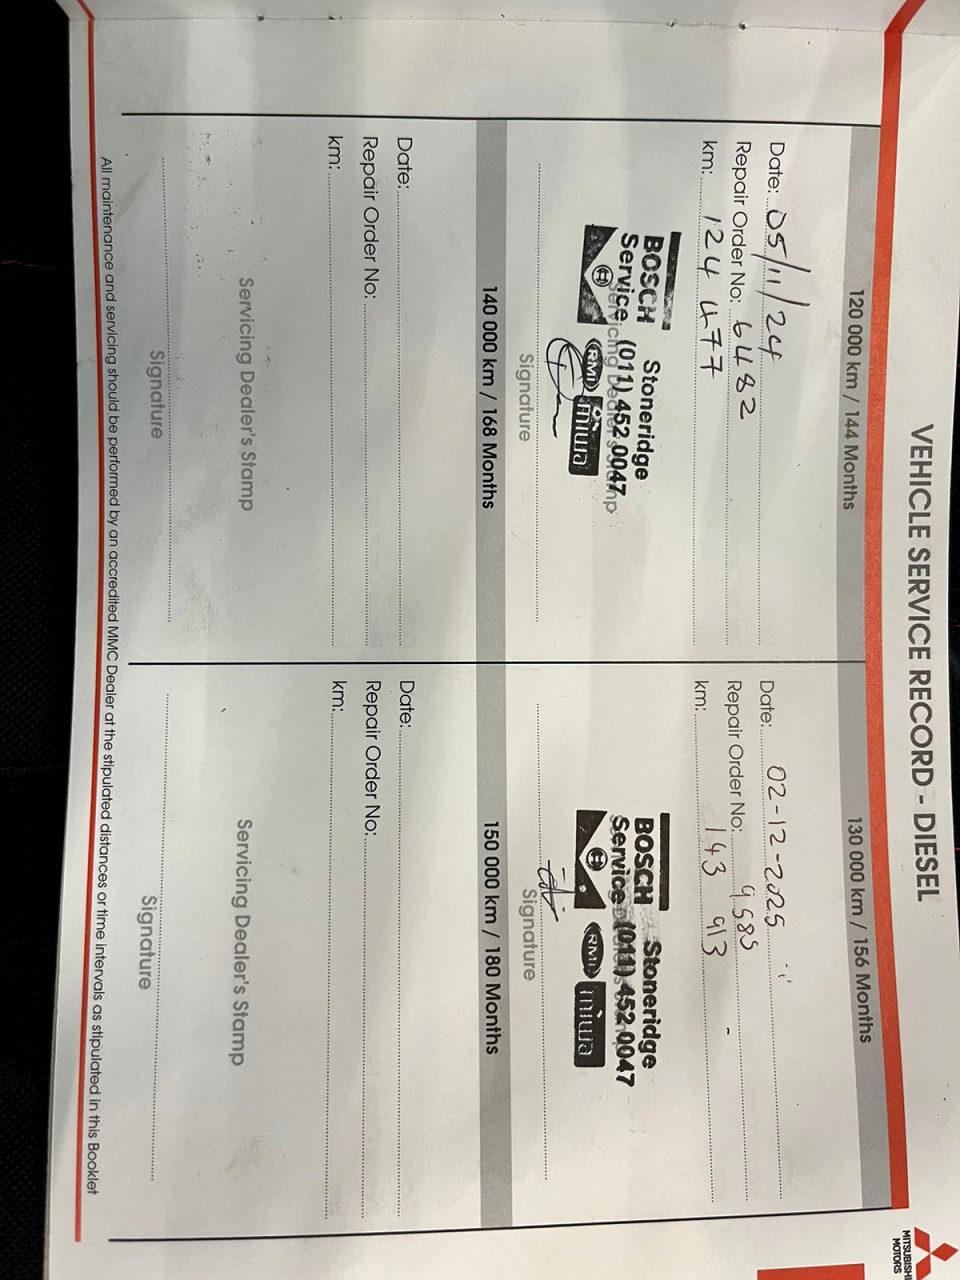 VEHICLE SERVICE RECORD - DIESEL
MITSUBISHI
MOTORS
120 000 km / 144 Months
Date: 05/11/24
Repair Order No: 6482
km: 124 477
BOSCH
Service
Stoneridge
(011) 452 0047
RMI
miwa
Servicing Dealer's Stamp
Signature
130 000 km / 156 Months
Date: 02-12-2025
Repair Order No: 9585
km: 143 913
BOSCH
Service
Stoneridge
(011) 452 0047
RMI
miwa
Signature
140 000 km / 168 Months
Date:
Repair Order No:
km:
Servicing Dealer's Stamp
Signature
150 000 km / 180 Months
Date:
Repair Order No:
km:
Servicing Dealer's Stamp
Signature
All maintenance and servicing should be performed by an accredited MMC Dealer at the stipulated distances or time intervals as stipulated in this Booklet